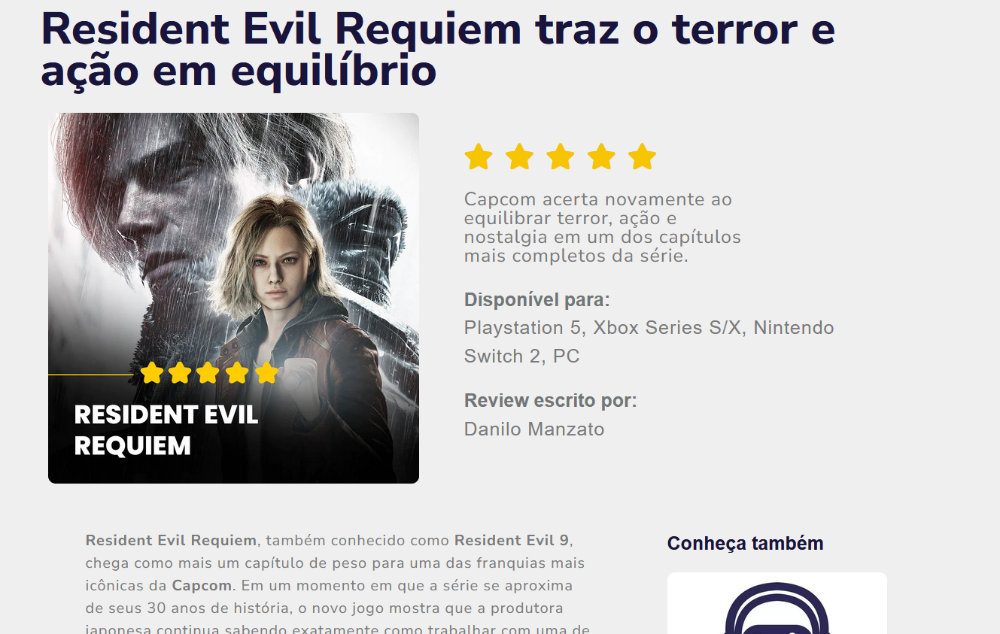 Resident Evil Requiem traz o terror e
ação em equilíbrio
RESIDENT EVIL
REQUIEM
Capcom acerta novamente ao
equilibrar terror, ação e
nostalgia em um dos capítulos
mais completos da série.
Disponível para:
Playstation 5, Xbox Series S/X, Nintendo
Switch 2, PC
Review escrito por:
Danilo Manzato
Resident Evil Requiem, também conhecido como Resident Evil 9,
chega como mais um capítulo de peso para uma das franquias mais
icônicas da Capcom. Em um momento em que a série se aproxima
de seus 30 anos de história, o novo jogo mostra que a produtora
japonesa continua sabendo exatamente como trabalhar com uma de
Conheça também